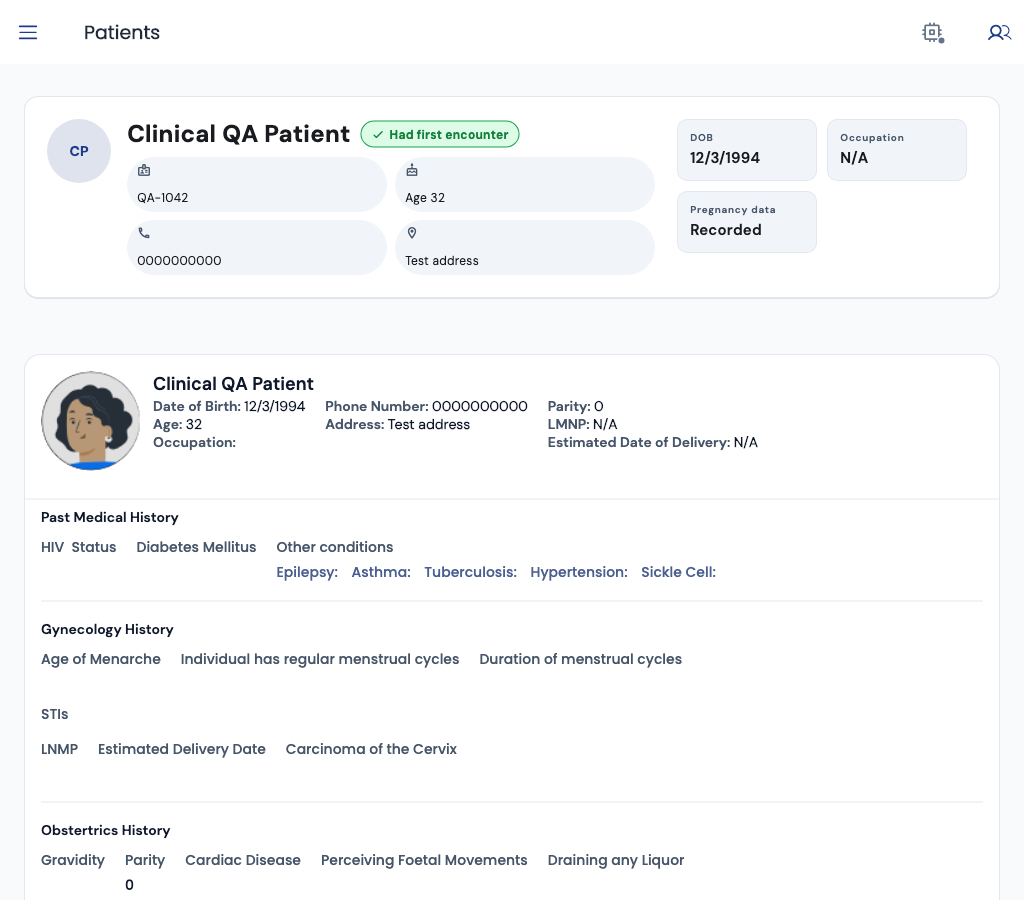 Patients
CP
Clinical QA Patient
Had first encounter
QA-1042
Age 32
0000000000
Test address
DOB
12/3/1994
Occupation
N/A
Pregnancy data
Recorded
Clinical QA Patient
Date of Birth: 12/3/1994
Age: 32
Occupation:
Phone Number: 0000000000
Address: Test address
Parity: 0
LMNP: N/A
Estimated Date of Delivery: N/A
Past Medical History
HIV Status Diabetes Mellitus Other conditions
Epilepsy: Asthma: Tuberculosis: Hypertension: Sickle Cell:
Gynecology History
Age of Menarche Individual has regular menstrual cycles Duration of menstrual cycles
STIs
LNMP Estimated Delivery Date Carcinoma of the Cervix
Obstertrics History
Gravidity Parity Cardiac Disease Perceiving Foetal Movements Draining any Liquor
0